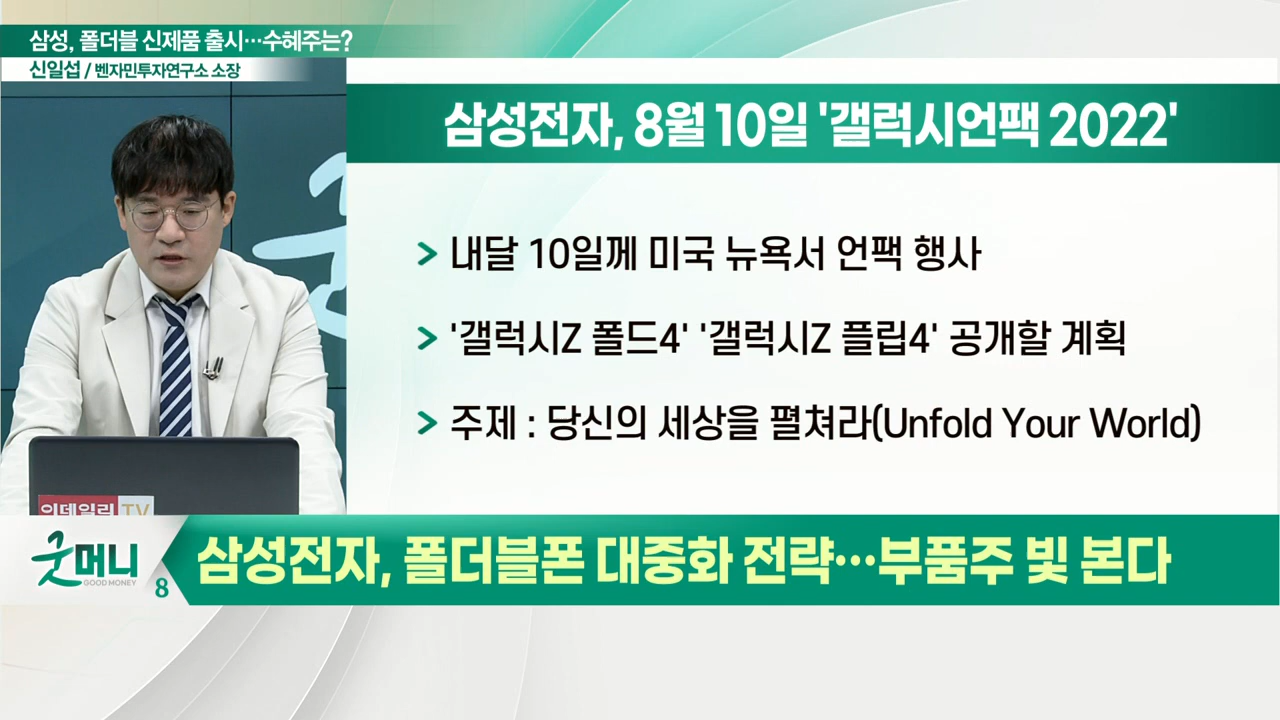 삼성, 폴더블 신제품 출시…수혜주는?
신일섭 / 벤자민투자연구소 소장
삼성전자, 8월 10일 '갤럭시언팩 2022'
> 내달 10일께 미국 뉴욕서 언팩 행사
> '갤럭시Z 폴드4' '갤럭시Z 플립4' 공개할 계획
> 주제 : 당신의 세상을 펼쳐라(Unfold Your World)
이데일리 TV
굿머니
GOOD MONEY
8
삼성전자, 폴더블폰 대중화 전략…부품주 빛 본다